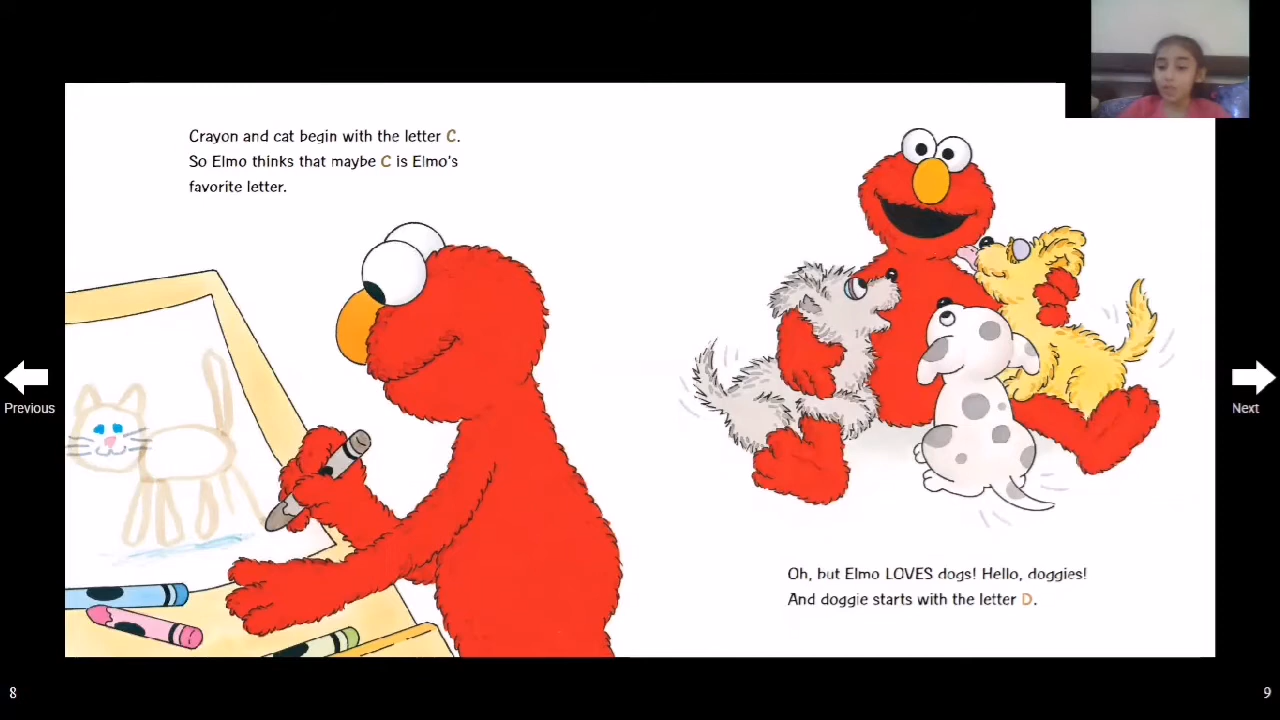 Crayon and cat begin with the letter C.
So Elmo thinks that maybe C is Elmo's
favorite letter.
Previous
Next
Oh, but Elmo LOVES dogs! Hello, doggies!
And doggie starts with the letter D.
8
9